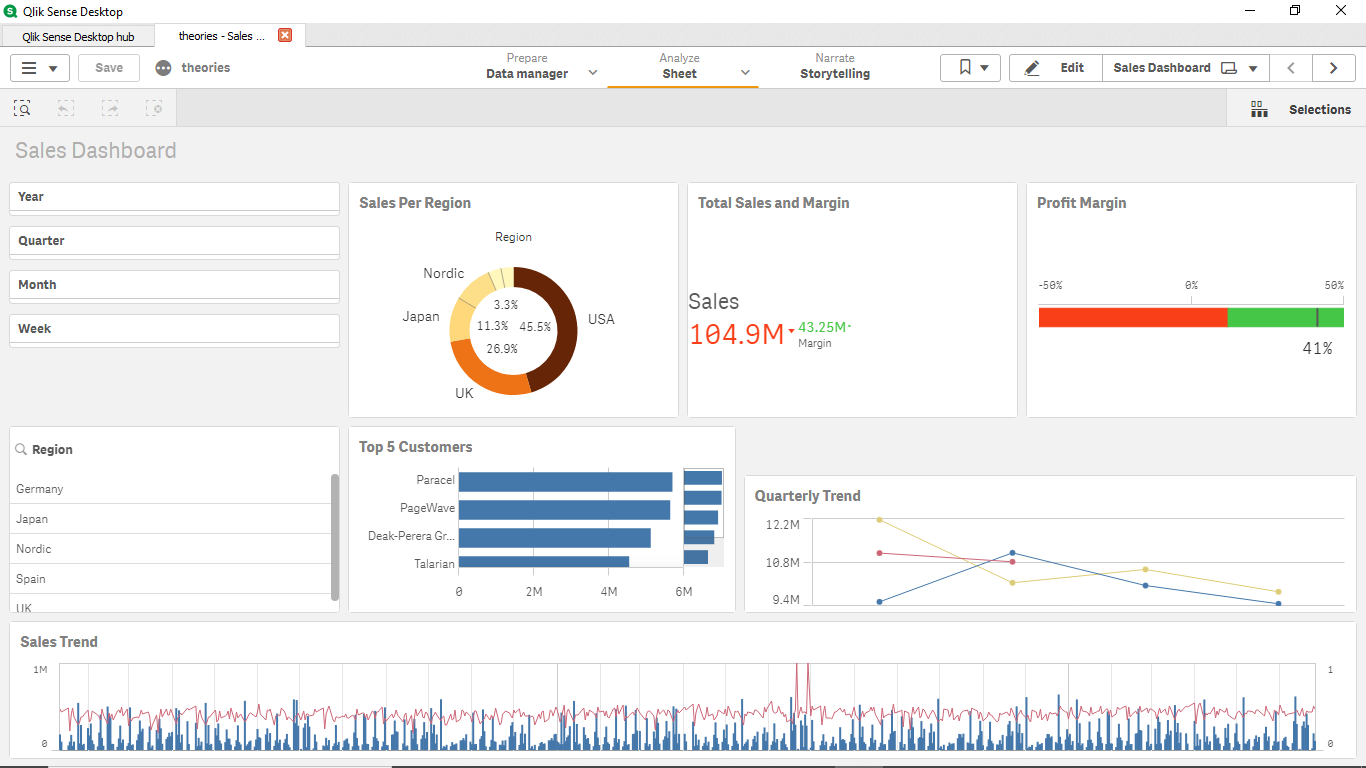 Qlik Sense Desktop
Qlik Sense Desktop hub
theories - Sales ...
Save
theories
Prepare
Data manager
Analyze
Sheet
Narrate
Storytelling
Edit
Sales Dashboard
Selections
Sales Dashboard
Year
Quarter
Month
Week
Sales Per Region
Region
Nordic
Japan
UK
USA
3.3%
11.3%
45.5%
26.9%
Total Sales and Margin
Sales
104.9M
43.25M
Margin
Profit Margin
-50%
0%
50%
41%
Region
Germany
Japan
Nordic
Spain
UK
Top 5 Customers
Paracel
PageWave
Deak-Perera Gr...
Talarian
0
2M
4M
6M
Quarterly Trend
12.2M
10.8M
9.4M
Sales Trend
1M
0
1
0